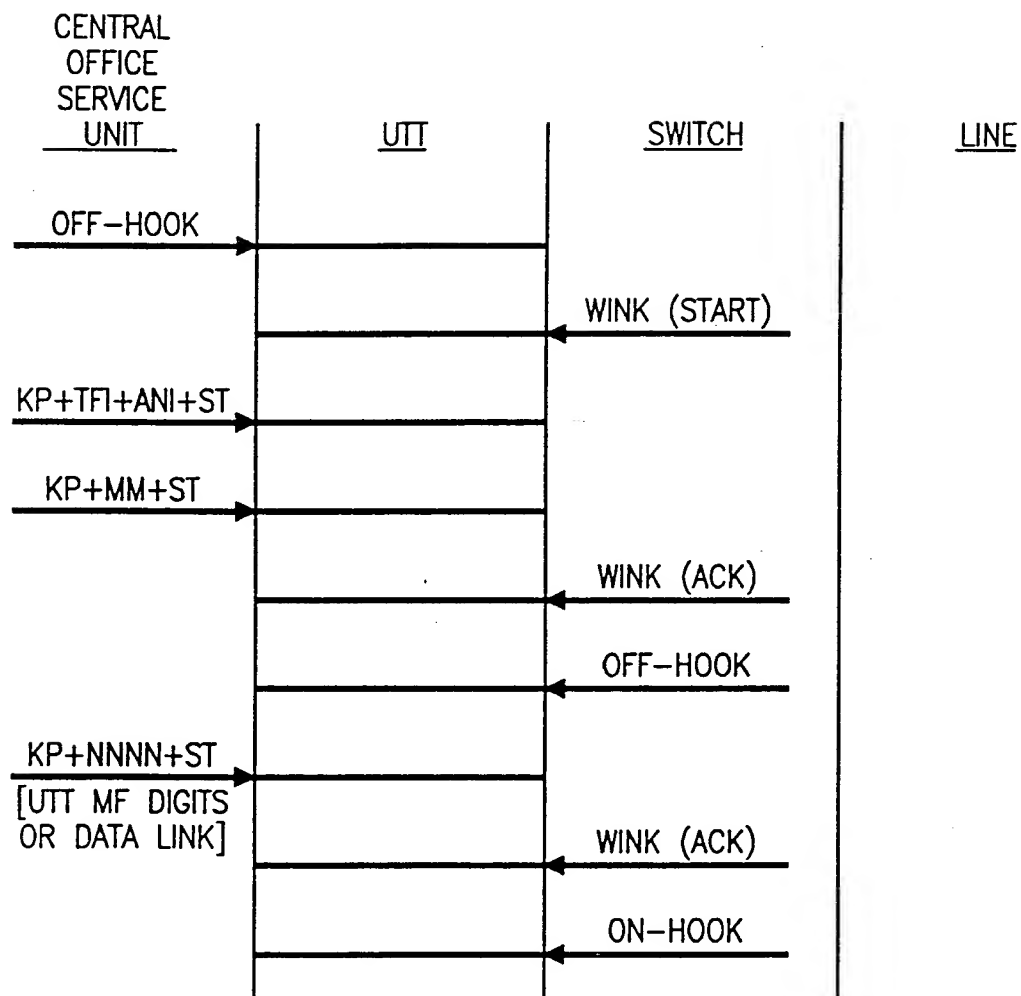 CENTRAL
OFFICE
SERVICE
UNIT
UTT
SWITCH
LINE
OFF-HOOK
WINK (START)
KP+TFI+ANI+ST
KP+MM+ST
WINK (ACK)
OFF-HOOK
KP+NNNN+ST
[UTT MF DIGITS
OR DATA LINK]
WINK (ACK)
ON-HOOK